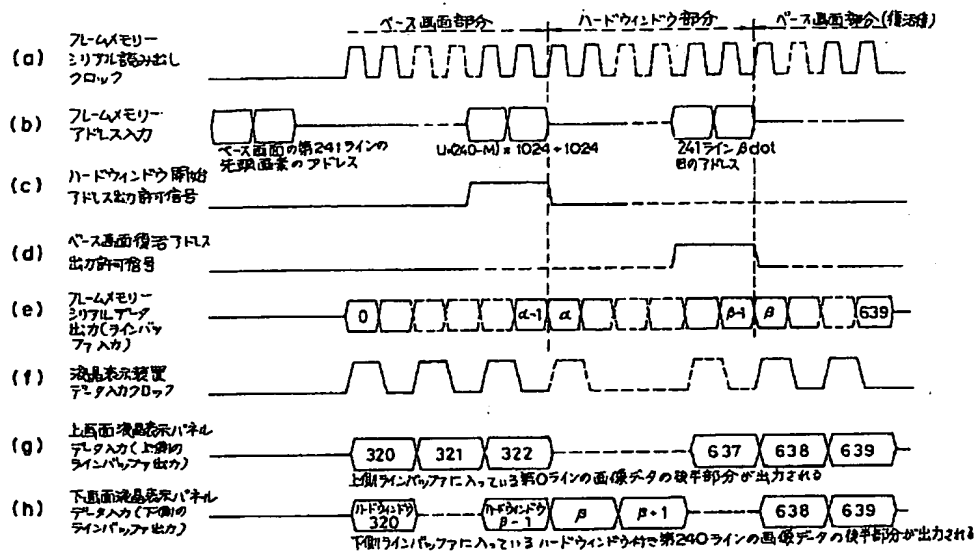 ベース画面部分 ハードウィンドウ部分 ベース画面部分(復活後)
(a) フレームメモリー
シリアル読み出し
クロック
(b) フレームメモリー
アドレス入力
ベース画面の第241ラインの
先頭画素のアドレス
U+(240-M)×1024÷1024
241ライン βdot
目のアドレス
(c) ハードウィンドウ開始
アドレス出力許可信号
(d) ベース画面復活アドレス
出力許可信号
(e) フレームメモリー
シリアルデータ
出力(ラインバッ
ファ入力)
0 α-1 α β-1 β 639
(f) 液晶表示装置
データ入力クロック
(g) 上画面液晶表示パネル
データ入力(上側の
ラインバッファ出力)
320 321 322 637 638 639
上側ラインバッファに入っている第0ラインの画像データの後半部分が出力される
(h) 下画面液晶表示パネル
データ入力(下側の
ラインバッファ出力)
ハードウィンドウ
320
ハードウィンドウ
β-1
β β+1 638 639
下側ラインバッファに入っているハードウィンドウ付き第240ラインの画像データの後半部分が出力される